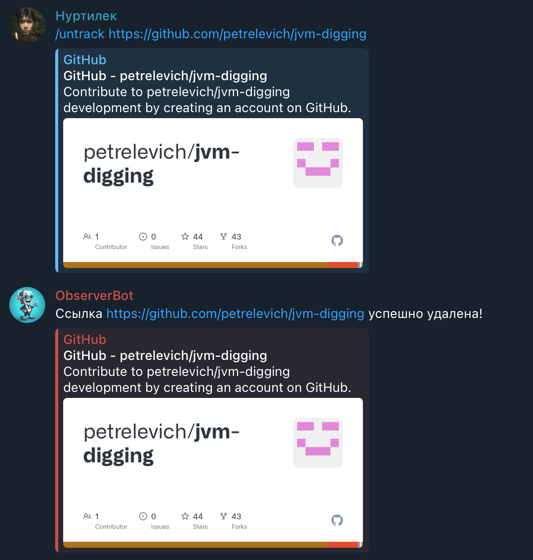 Нуртилек
/untrack https://github.com/petrelevich/jvm-digging
GitHub
GitHub - petrelevich/jvm-digging
Contribute to petrelevich/jvm-digging
development by creating an account on GitHub.
petrelevich/jvm-
digging
1 0 44 43
Contributor Issues Stars Forks
ObserverBot
Ссылка https://github.com/petrelevich/jvm-digging успешно удалена!
GitHub
GitHub - petrelevich/jvm-digging
Contribute to petrelevich/jvm-digging
development by creating an account on GitHub.
petrelevich/jvm-
digging
1 0 44 43
Contributor Issues Stars Forks